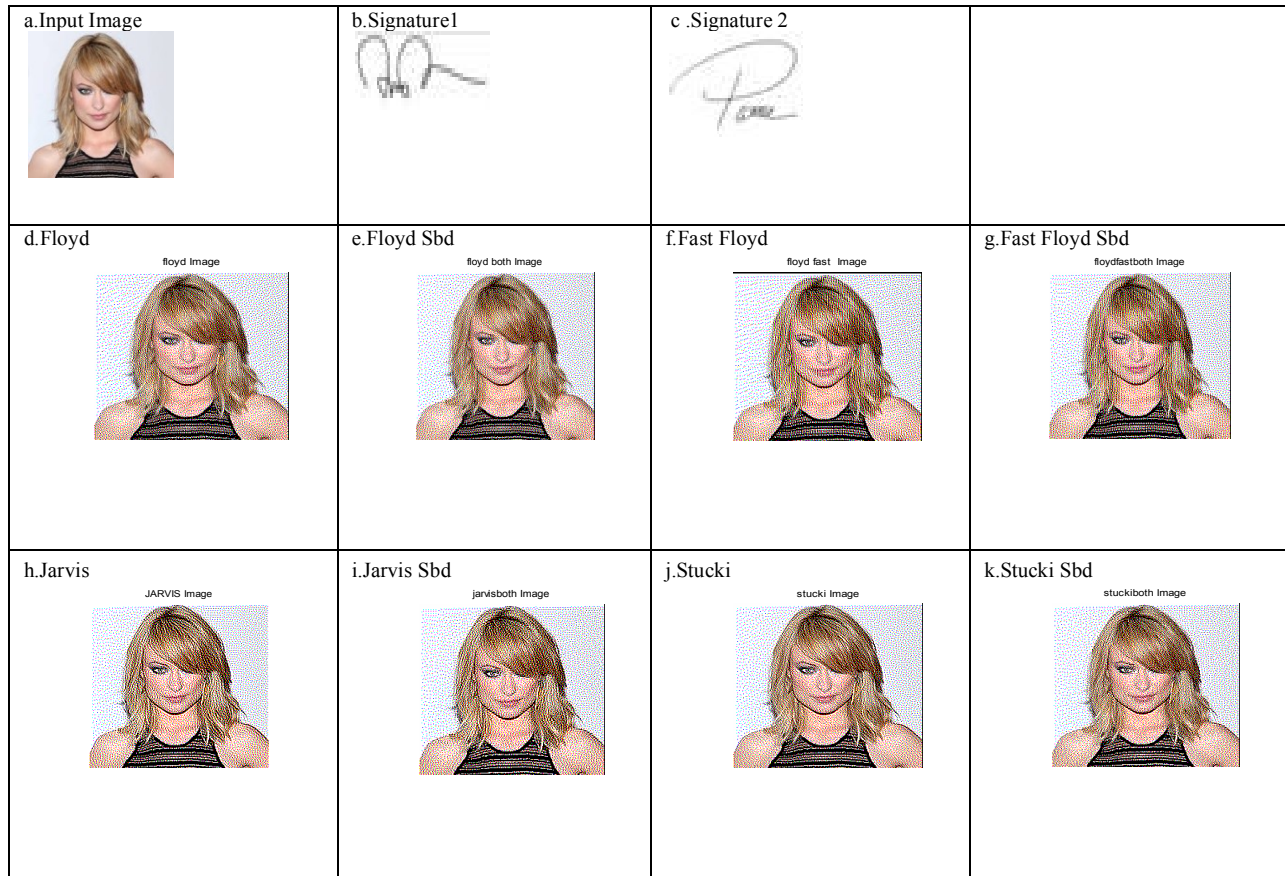 a.Input Image
b.Signature1
c .Signature 2
d.Floyd
floyd Image
e.Floyd Sbd
floyd both Image
f.Fast Floyd
floyd fast  Image
g.Fast Floyd Sbd
floydfastboth Image
h.Jarvis
JARVIS Image
i.Jarvis Sbd
jarvisboth Image
j.Stucki
stucki Image
k.Stucki Sbd
stuckiboth Image